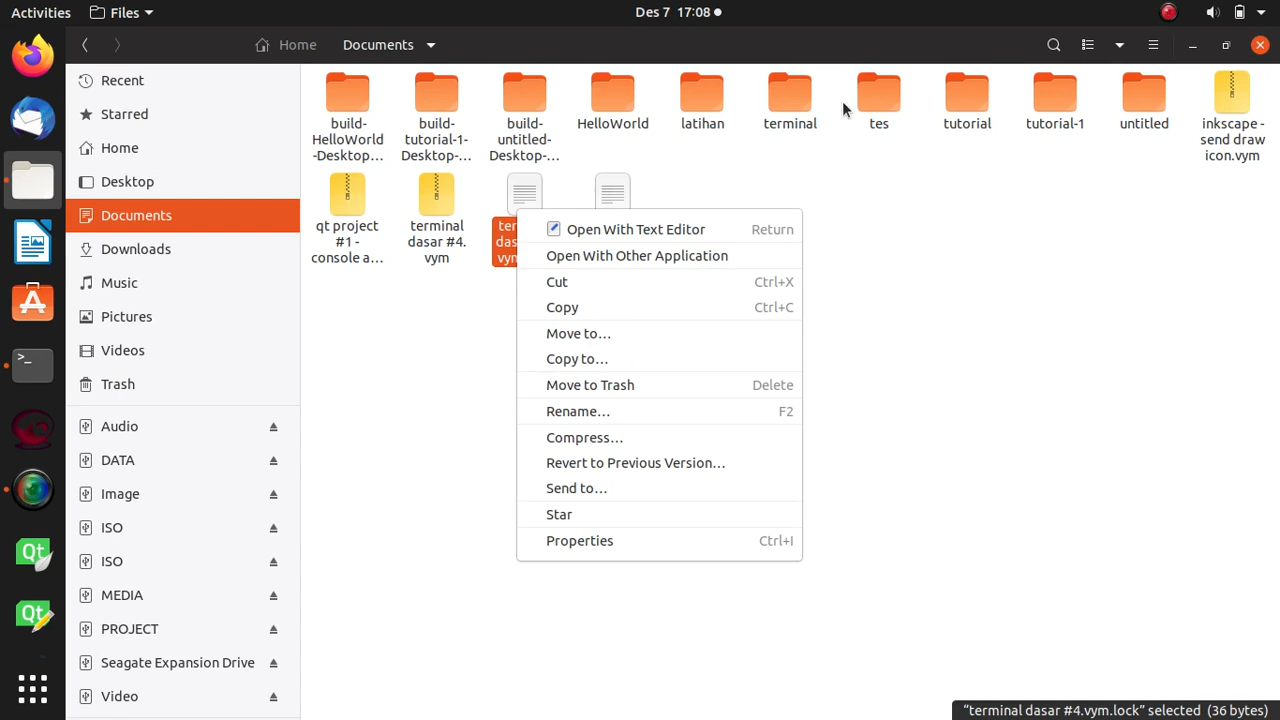 Activities Files Des 7 17:08
Home Documents
Recent
Starred
Home
Desktop
Documents
Downloads
Music
Pictures
Videos
Trash
Audio
DATA
Image
ISO
ISO
MEDIA
PROJECT
Seagate Expansion Drive
Video
build-
HelloWorld
-Desktop…
build-
tutorial-1-
Desktop-…
build-
untitled-
Desktop-…
HelloWorld
latihan
terminal
tes
tutorial
tutorial-1
untitled
inkscape -
send draw
icon.vym
qt project
#1 -
console a…
terminal
dasar #4.
vym
Open With Text Editor Return
Open With Other Application
Cut Ctrl+X
Copy Ctrl+C
Move to…
Copy to…
Move to Trash Delete
Rename… F2
Compress…
Revert to Previous Version…
Send to…
Star
Properties Ctrl+I
“terminal dasar #4.vym.lock” selected (36 bytes)